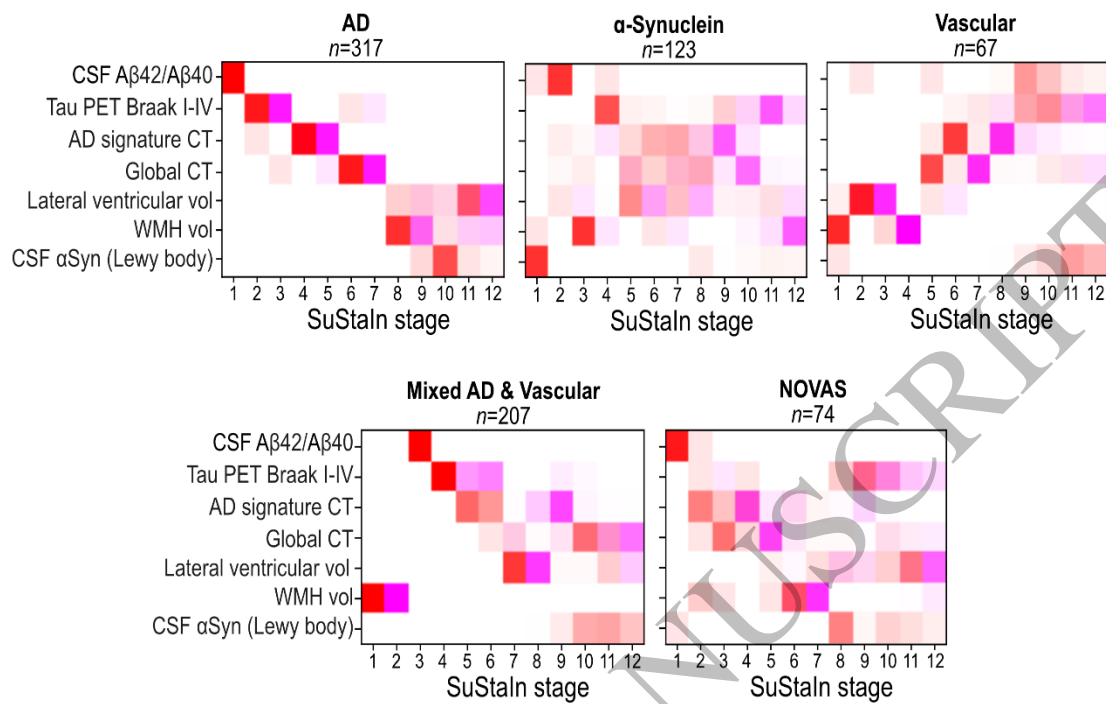 AD
n=317
α-Synuclein
n=123
Vascular
n=67
CSF Aβ42/Aβ40
Tau PET Braak I-IV
AD signature CT
Global CT
Lateral ventricular vol
WMH vol
CSF αSyn (Lewy body)
1 2 3 4 5 6 7 8 9 10 11 12
1 2 3 4 5 6 7 8 9 10 11 12
1 2 3 4 5 6 7 8 9 10 11 12
SuStaIn stage
SuStaIn stage
SuStaIn stage
Mixed AD & Vascular
n=207
NOVAS
n=74
CSF Aβ42/Aβ40
Tau PET Braak I-IV
AD signature CT
Global CT
Lateral ventricular vol
WMH vol
CSF αSyn (Lewy body)
1 2 3 4 5 6 7 8 9 10 11 12
1 2 3 4 5 6 7 8 9 10 11 12
SuStaIn stage
SuStaIn stage
NUSCRIPT